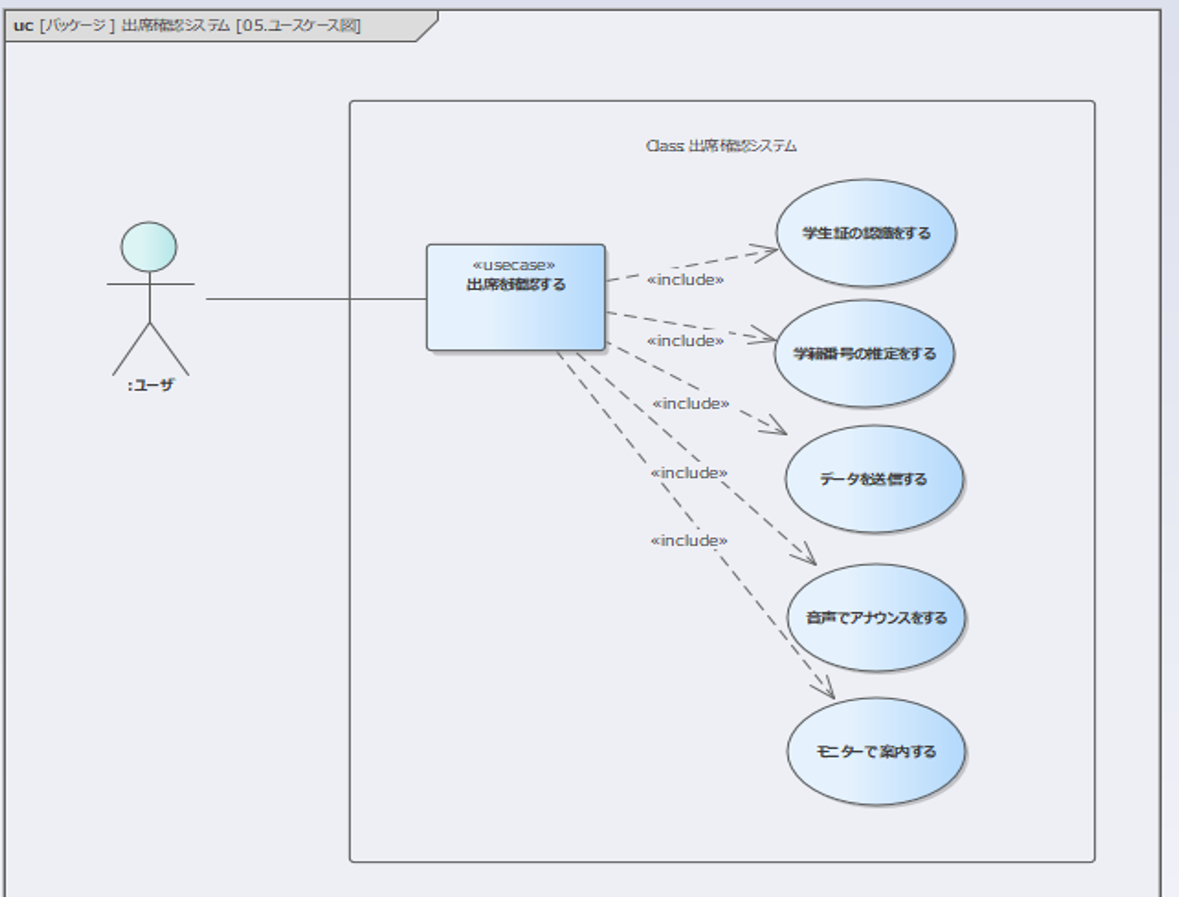 uc [パッケージ] 出席確認システム [05.ユースケース図]
Class 出席確認システム
«usecase»
出席を確認する
:ユーザ
«include»
«include»
«include»
«include»
«include»
学生証の認識をする
学籍番号の推定をする
データを送信する
音声でアナウンスをする
モニターで案内する